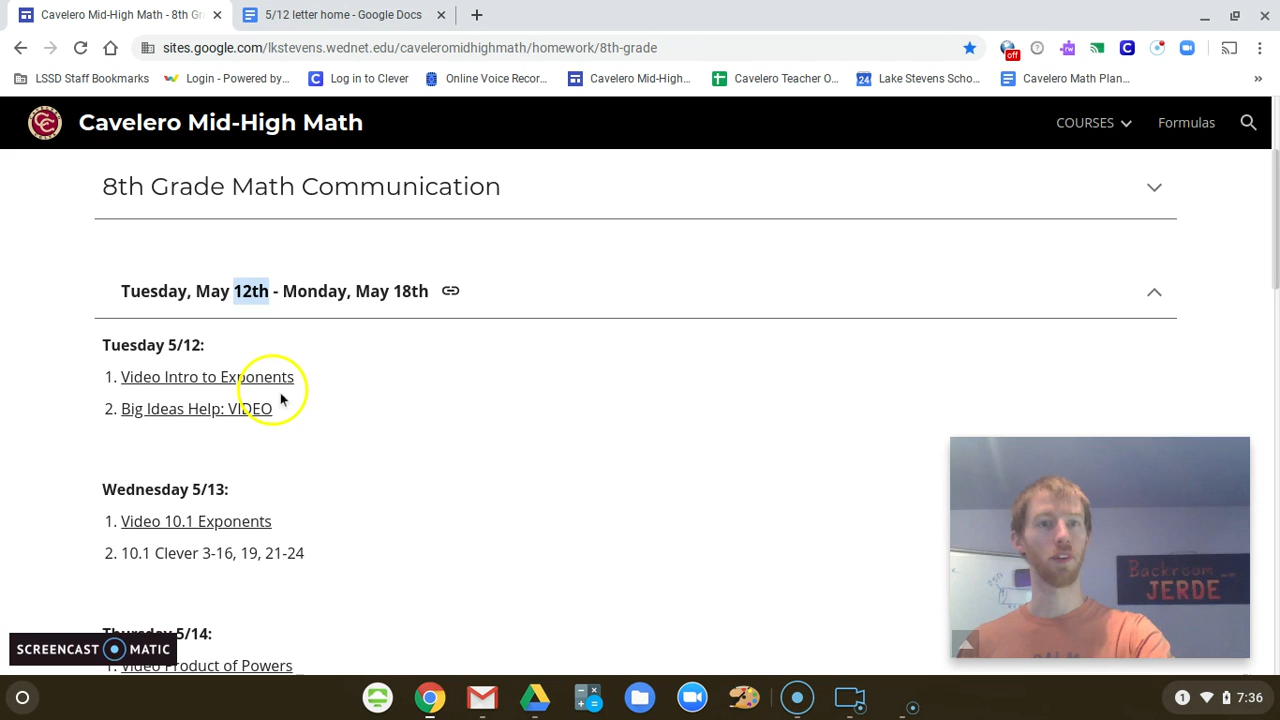 Cavelero Mid-High Math - 8th Gr
5/12 letter home - Google Docs
sites.google.com/lkstevens.wednet.edu/caveleromidhighmath/homework/8th-grade
off
LSSD Staff Bookmarks
Login - Powered by...
Log in to Clever
Online Voice Recor...
Cavelero Mid-High...
Cavelero Teacher O...
Lake Stevens Scho...
Cavelero Math Plan...
Cavelero Mid-High Math
COURSES
Formulas
8th Grade Math Communication
Tuesday, May 12th - Monday, May 18th
Tuesday 5/12:
1. Video Intro to Exponents
2. Big Ideas Help: VIDEO
Wednesday 5/13:
1. Video 10.1 Exponents
2. 10.1 Clever 3-16, 19, 21-24
Thursday 5/14:
1. Video Product of Powers
Backroom
JERDE
SCREENCAST MATIC
1
7:36